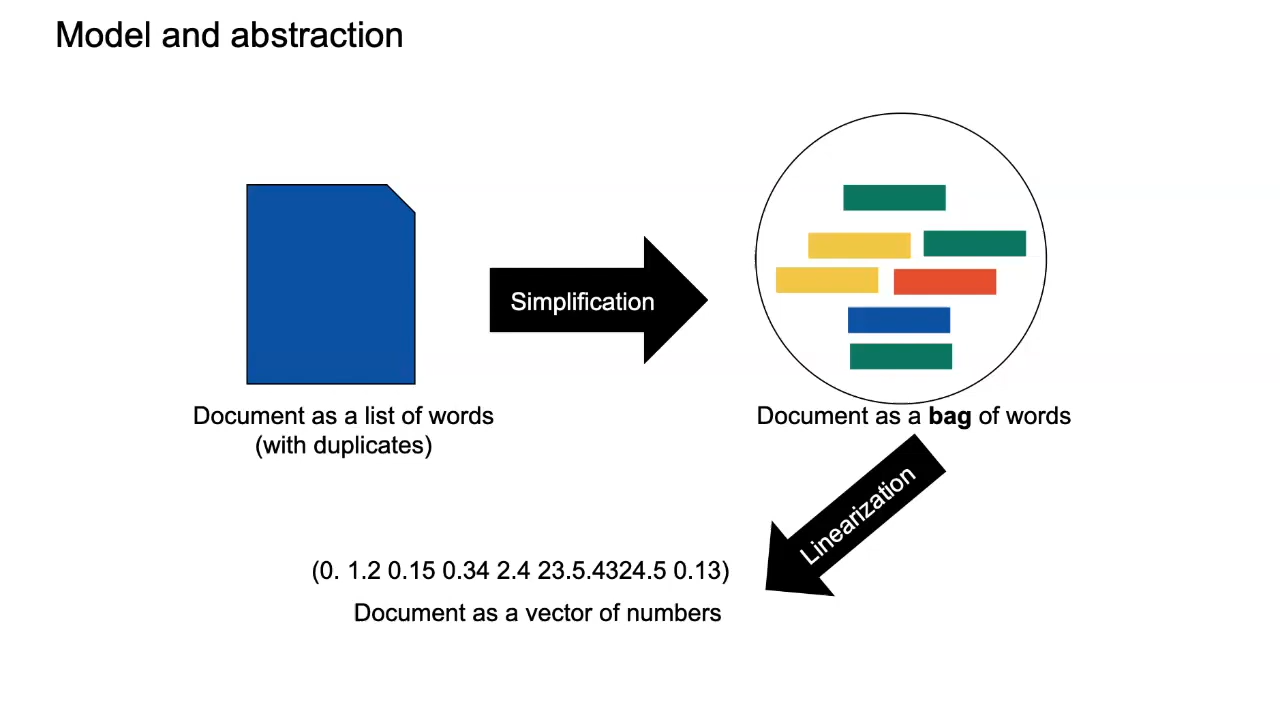 Model and abstraction
Simplification
Document as a list of words
(with duplicates)
Document as a bag of words
Linearization
(0. 1.2 0.15 0.34 2.4 23.5.4324.5 0.13)
Document as a vector of numbers